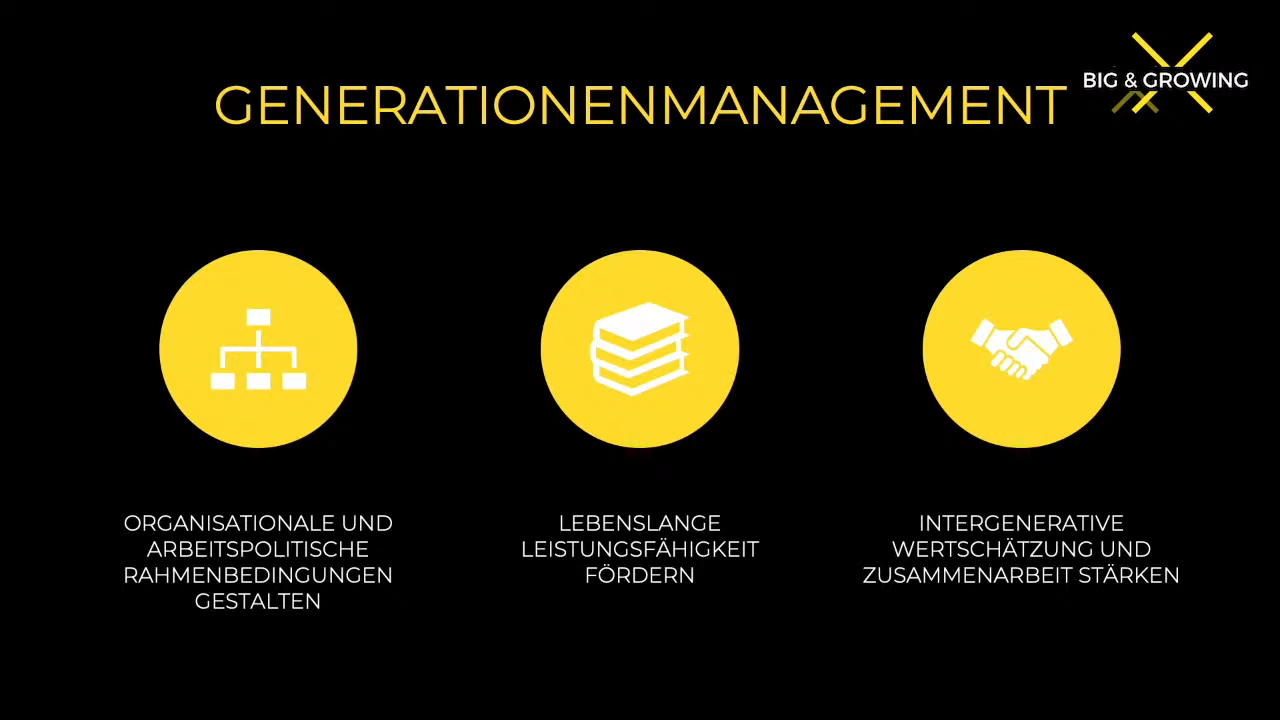 BIG & GROWING
GENERATIONENMANAGEMENT
ORGANISATIONALE UND
ARBEITSPOLITISCHE
RAHMENBEDINGUNGEN
GESTALTEN
LEBENSLANGE
LEISTUNGSFÄHIGKEIT
FÖRDERN
INTERGENERATIVE
WERTSCHÄTZUNG UND
ZUSAMMENARBEIT STÄRKEN